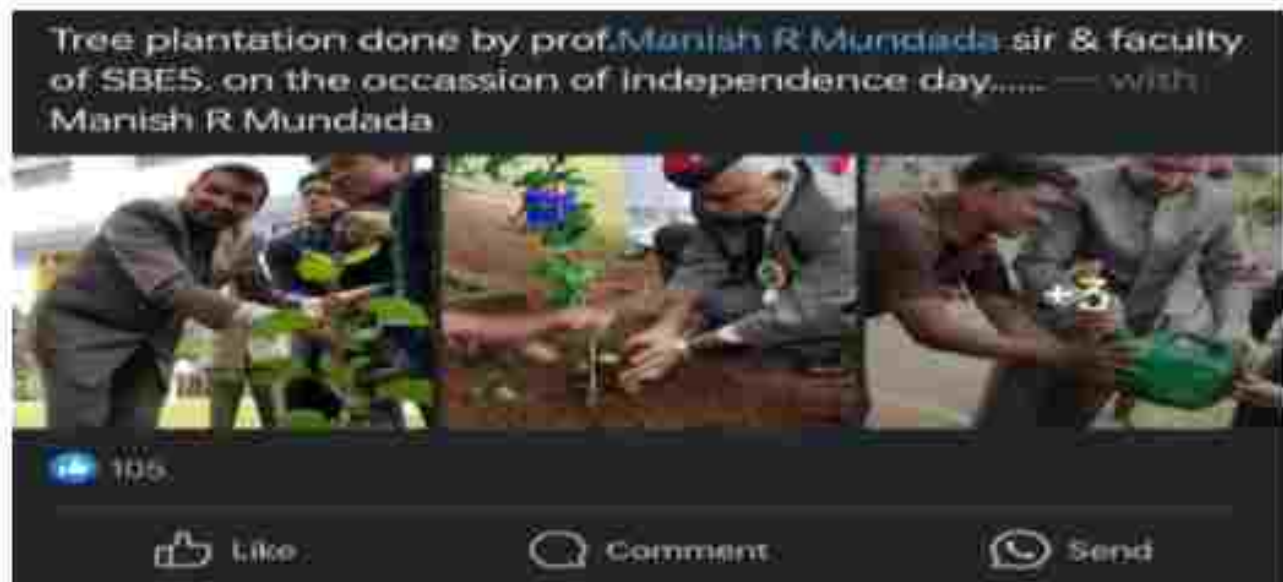 Tree plantation done by prof.Manish R Mundada sir & faculty
of SBES. on the occassion of independence day...... — with
Manish R Mundada
+3
105
Like
Comment
Send